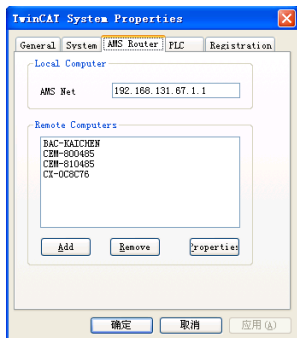 TwinCAT System Properties
General System AMS Router PLC Registration
Local Computer
AMS Net 192.168.131.67.1.1
Remote Computers
BAC-KAICHEN
CEM-800485
CEM-810485
CX-0C8C76
Add Remove Properties
确定 取消 应用(A)